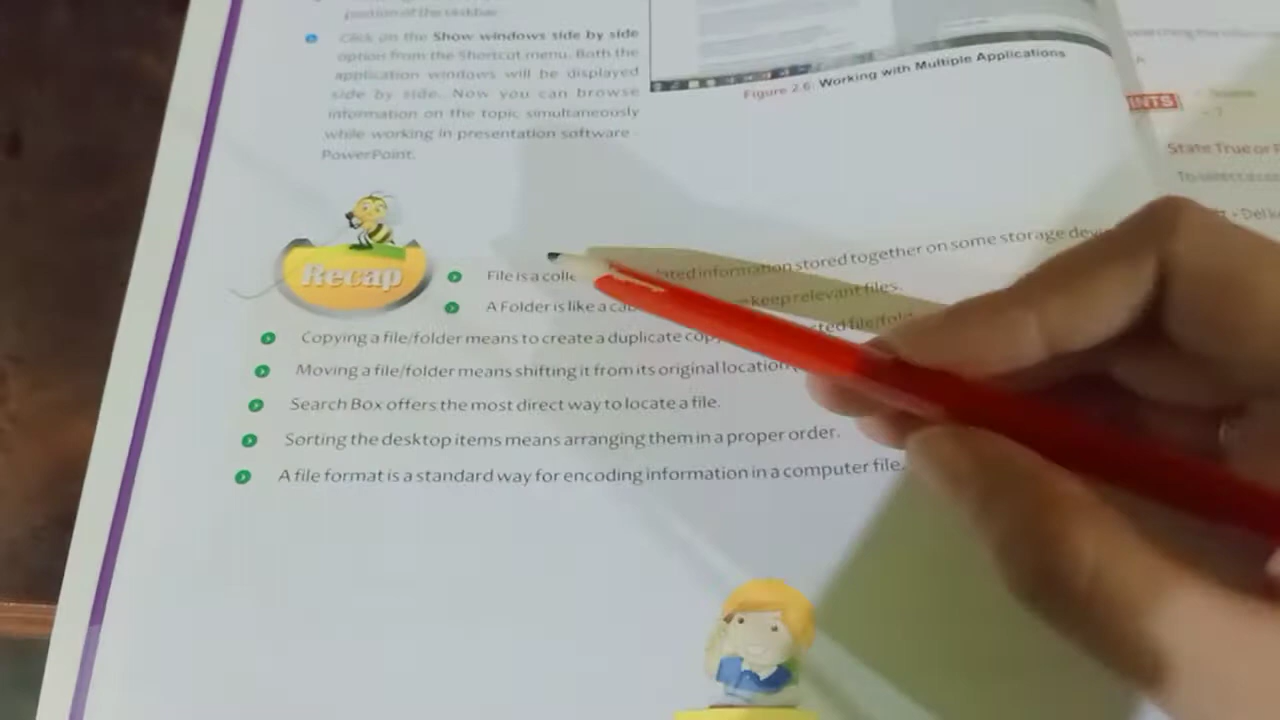 portion of the taskbar.
Click on the Show windows side by side
option from the Shortcut menu. Both the
application windows will be displayed
side by side. Now you can browse
information on the topic simultaneously
while working in presentation software -
PowerPoint.
Figure 2.6: Working with Multiple Applications
Recap
File is a information stored together on some storage
A Folder is like a keep relevant files.
Copying a file/folder means to create a duplicate
Moving a file/folder means shifting it from its original location
Search Box offers the most direct way to locate a file.
Sorting the desktop items means arranging them in a proper order.
A file format is a standard way for encoding information in a computer file.
State True or